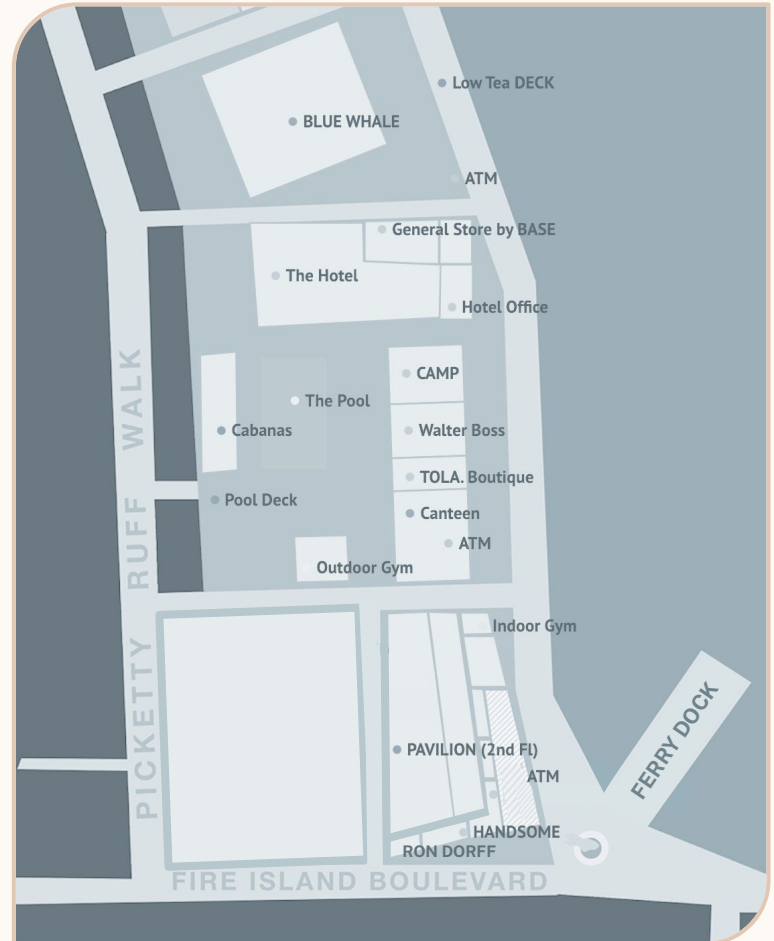 Low Tea DECK
BLUE WHALE
ATM
General Store by BASE
The Hotel
Hotel Office
CAMP
The Pool
Cabanas
Walter Boss
TOLA. Boutique
Pool Deck
Canteen
ATM
Outdoor Gym
PICKETTY RUFF WALK
Indoor Gym
FERRY DOCK
PAVILION (2nd Fl)
ATM
HANDSOME
RON DORFF
FIRE ISLAND BOULEVARD